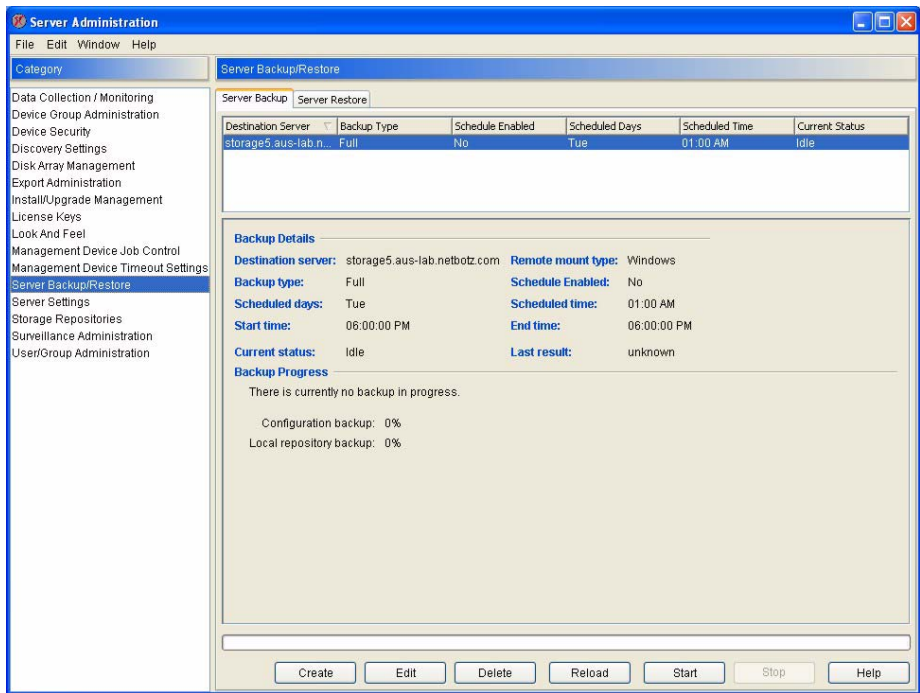 Server Administration
File Edit Window Help
Category
Server Backup/Restore
Data Collection / Monitoring
Device Group Administration
Device Security
Discovery Settings
Disk Array Management
Export Administration
Install/Upgrade Management
License Keys
Look And Feel
Management Device Job Control
Management Device Timeout Settings
Server Backup/Restore
Server Settings
Storage Repositories
Surveillance Administration
User/Group Administration
Server Backup Server Restore
Destination Server Backup Type Schedule Enabled Scheduled Days Scheduled Time Current Status
storage5.aus-lab.n... Full No Tue 01:00 AM Idle
Backup Details
Destination server: storage5.aus-lab.netbotz.com Remote mount type: Windows
Backup type: Full Schedule Enabled: No
Scheduled days: Tue Scheduled time: 01:00 AM
Start time: 06:00:00 PM End time: 06:00:00 PM
Current status: Idle Last result: unknown
Backup Progress
There is currently no backup in progress.
Configuration backup: 0%
Local repository backup: 0%
Create Edit Delete Reload Start Stop Help